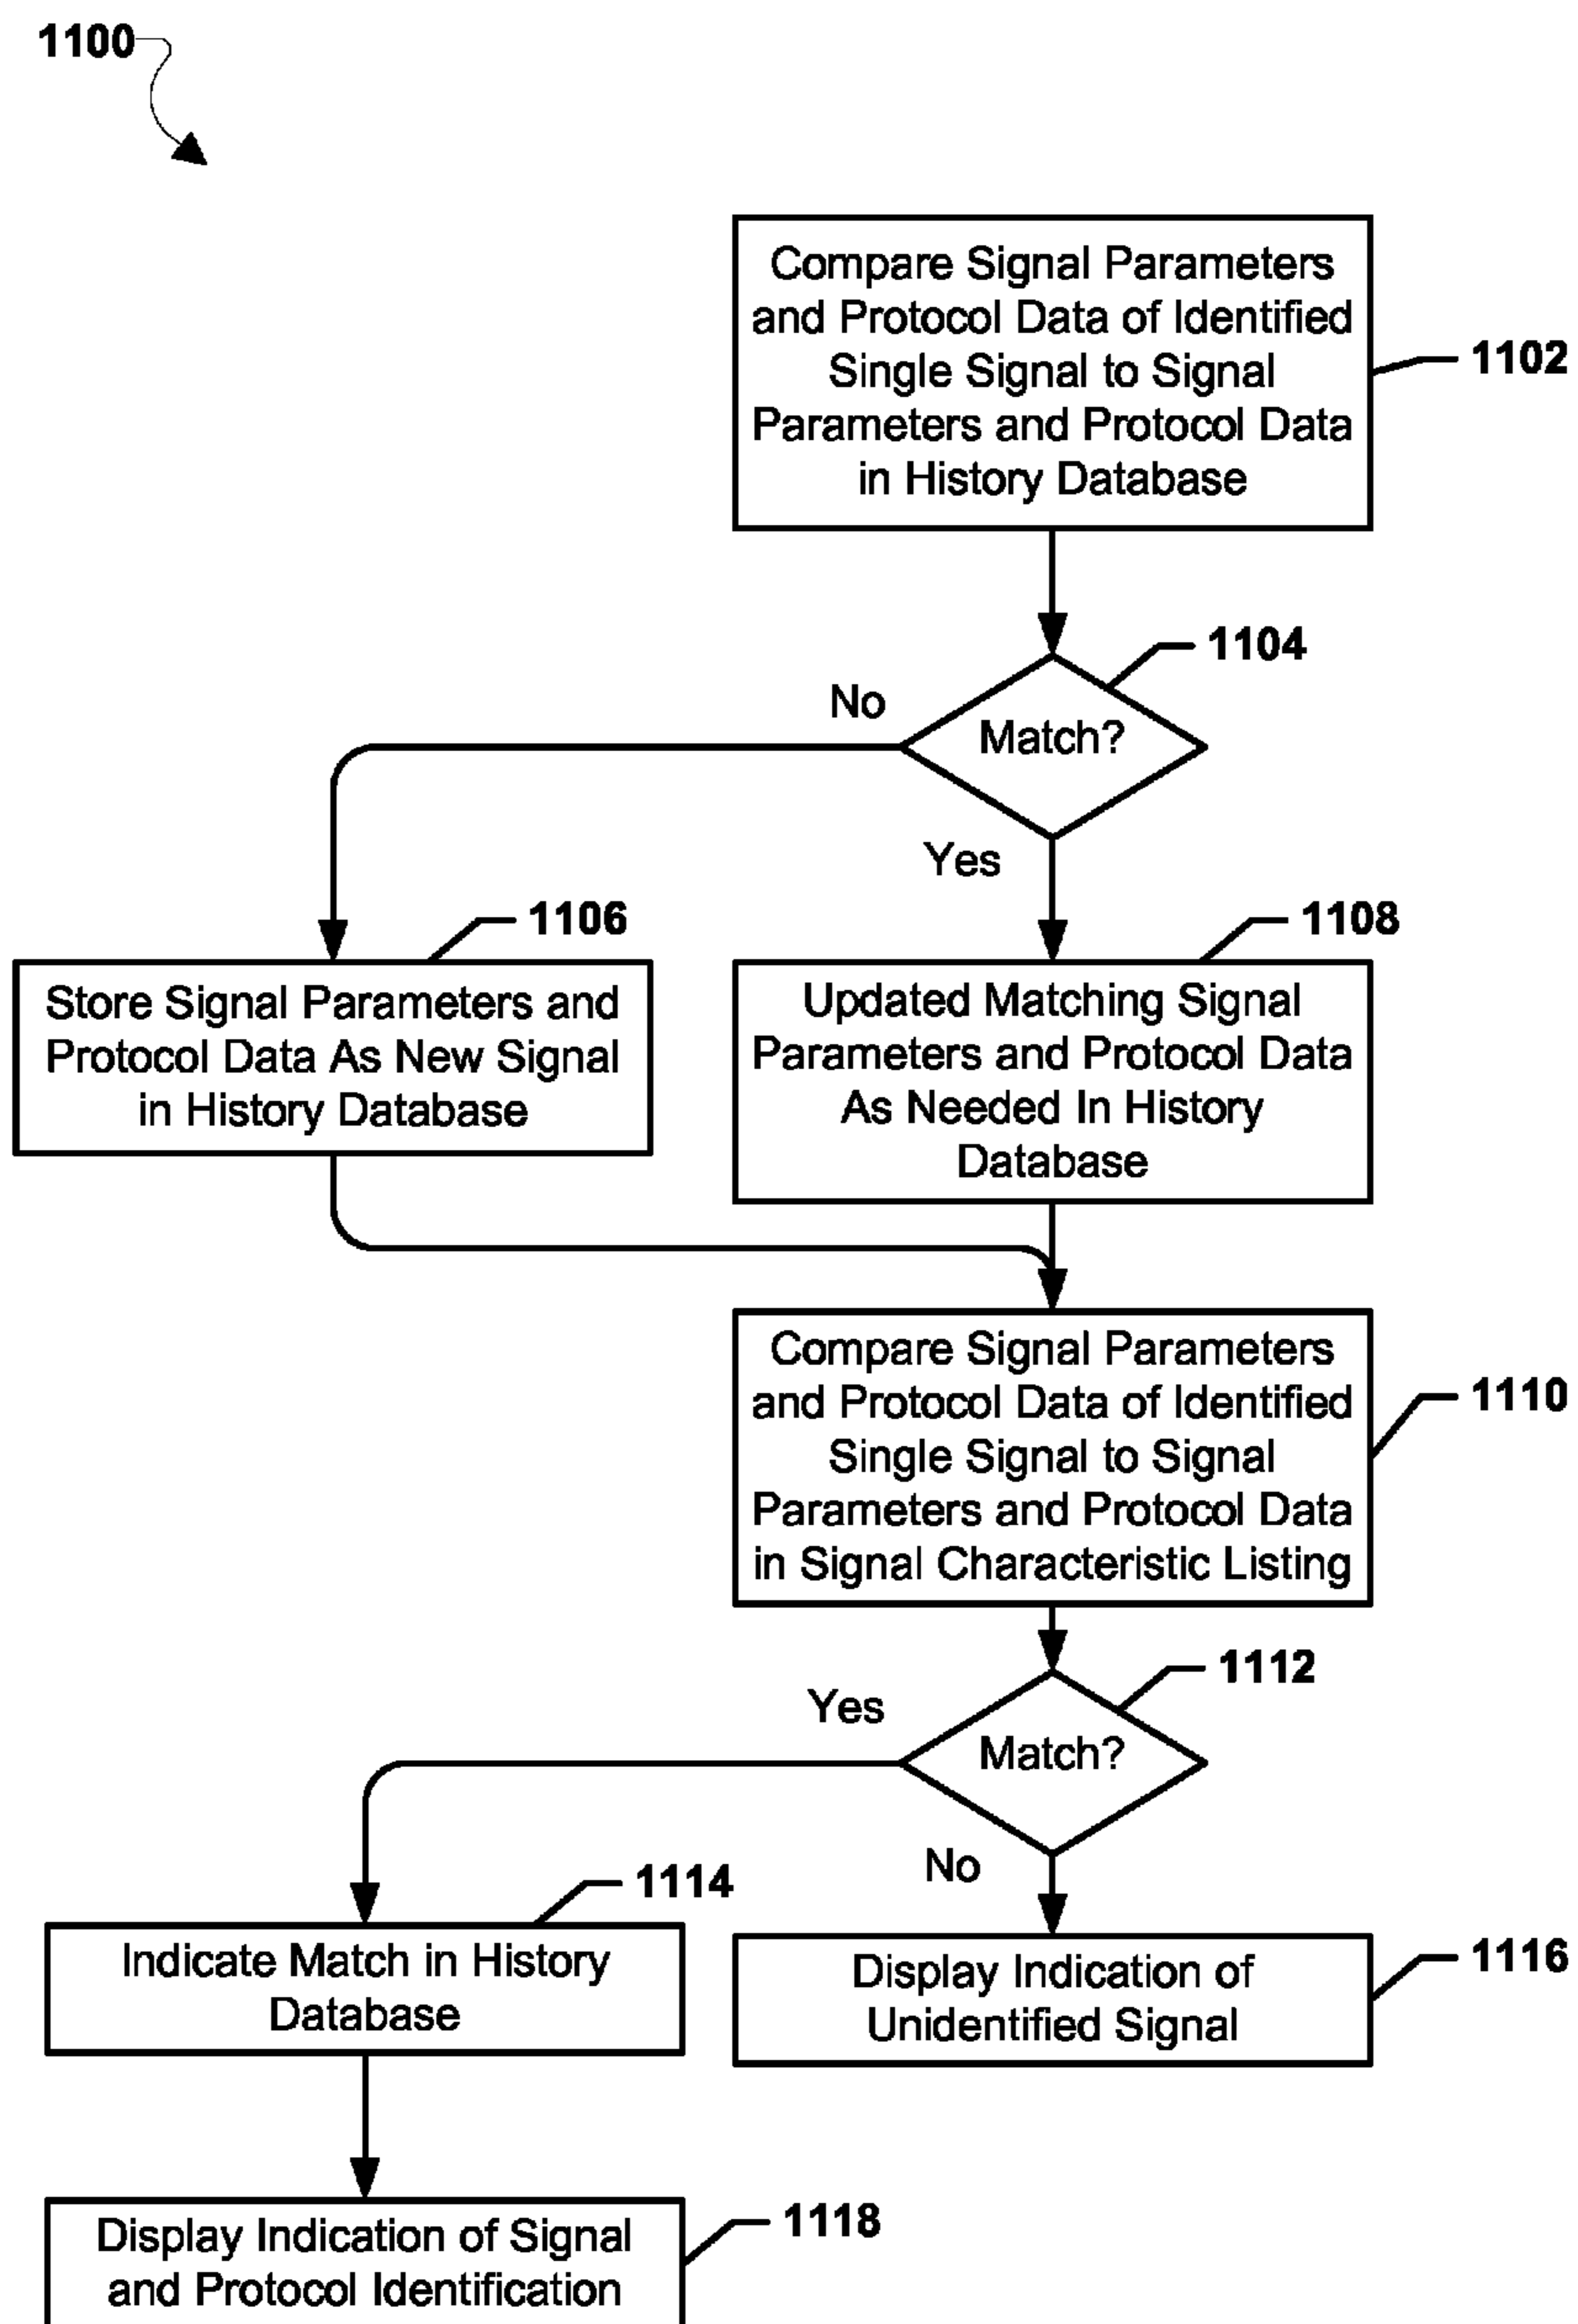 1100
Compare Signal Parameters
and Protocol Data of Identified
Single Signal to Signal
Parameters and Protocol Data
in History Database
1102
1104
No
Match?
Yes
1106
1108
Store Signal Parameters and
Protocol Data As New Signal
in History Database
Updated Matching Signal
Parameters and Protocol Data
As Needed In History
Database
Compare Signal Parameters
and Protocol Data of Identified
Single Signal to Signal
Parameters and Protocol Data
in Signal Characteristic Listing
1110
1112
Yes
Match?
No
1114
Indicate Match in History
Database
Display Indication of
Unidentified Signal
1116
Display Indication of Signal
and Protocol Identification
1118